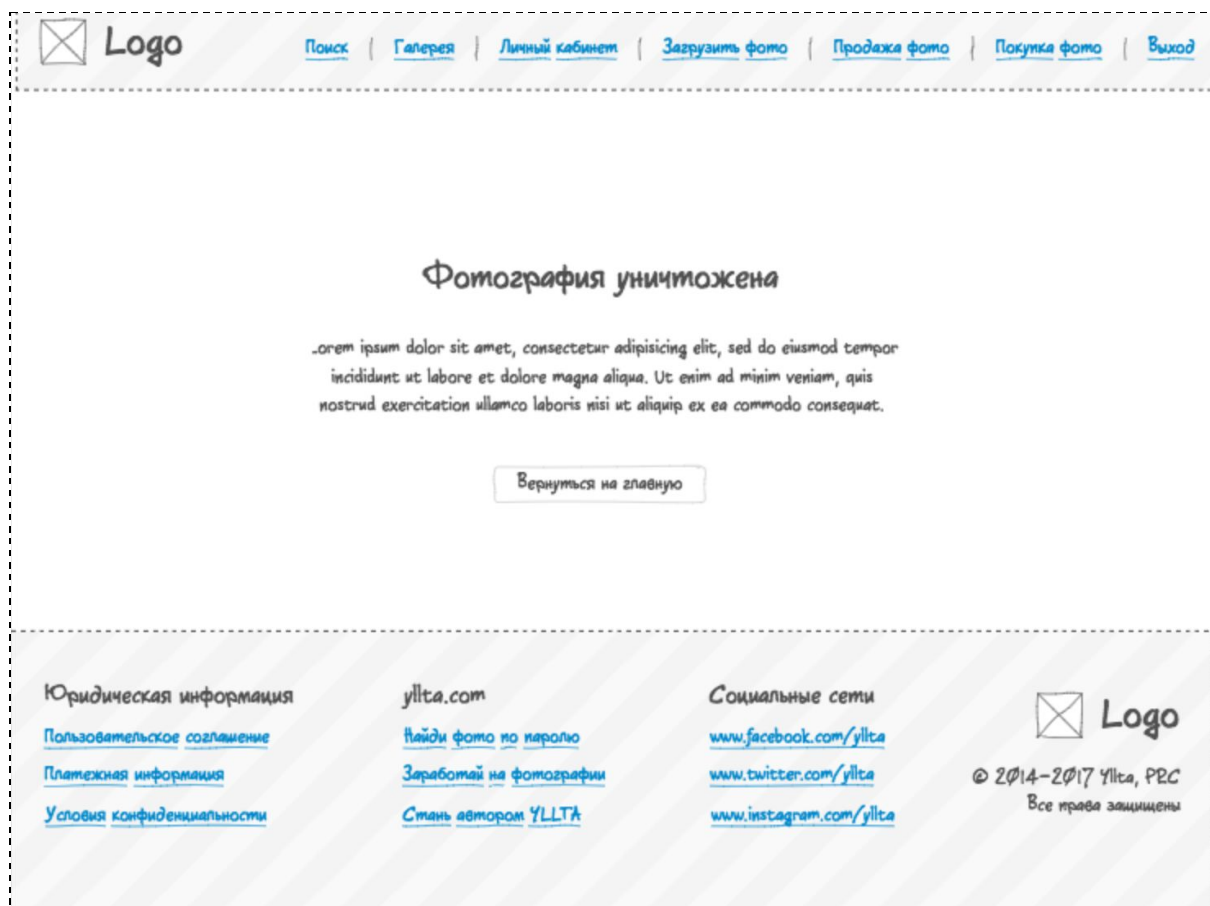 Logo
Поиск | Галерея | Личный кабинет | Загрузить фото | Продажа фото | Покупка фото | Выход
Фотография уничтожена
Lorem ipsum dolor sit amet, consectetur adipisicing elit, sed do eiusmod tempor
incididunt ut labore et dolore magna aliqua. Ut enim ad minim veniam, quis
nostrud exercitation ullamco laboris nisi ut aliquip ex ea commodo consequat.
Вернуться на главную
Юридическая информация
Пользовательское соглашение
Платежная информация
Условия конфиденциальности
yllta.com
Найди фото по паролю
Заработай на фотографии
Стань автором YLLTA
Социальные сети
www.facebook.com/yllta
www.twitter.com/yllta
www.instagram.com/yllta
Logo
© 2014-2017 Yllta, PRC
Все права защищены